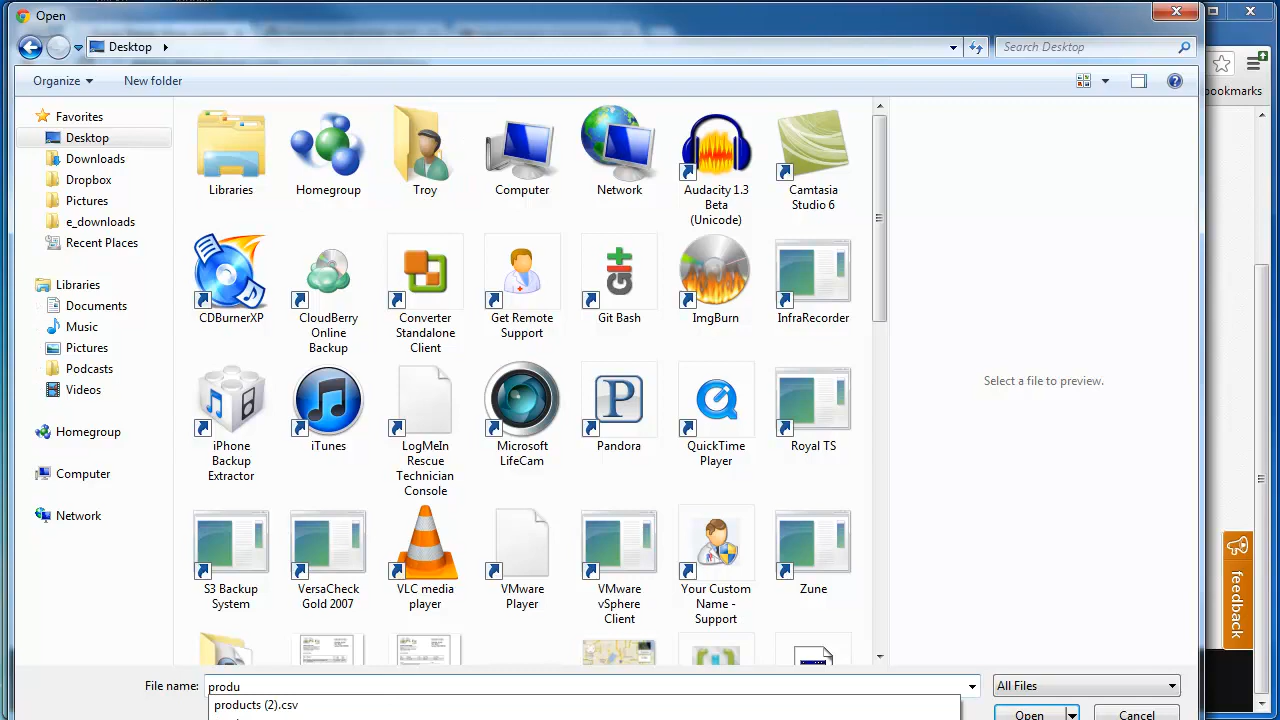 Open
Desktop
Search Desktop
Organize
New folder
bookmarks
Favorites
Desktop
Downloads
Dropbox
Pictures
e_downloads
Recent Places
Libraries
Documents
Music
Pictures
Podcasts
Videos
Homegroup
Computer
Network
Libraries
Homegroup
Troy
Computer
Network
Audacity 1.3
Beta
(Unicode)
Camtasia
Studio 6
CDBurnerXP
CloudBerry
Online
Backup
Converter
Standalone
Client
Get Remote
Support
Git Bash
ImgBurn
InfraRecorder
iPhone
Backup
Extractor
iTunes
LogMeIn
Rescue
Technician
Console
Microsoft
LifeCam
Pandora
QuickTime
Player
Royal TS
S3 Backup
System
VersaCheck
Gold 2007
VLC media
player
VMware
Player
VMware
vSphere
Client
Your Custom
Name -
Support
Zune
Select a file to preview.
feedback
File name:
produ
All Files
products (2).csv
Open
Cancel